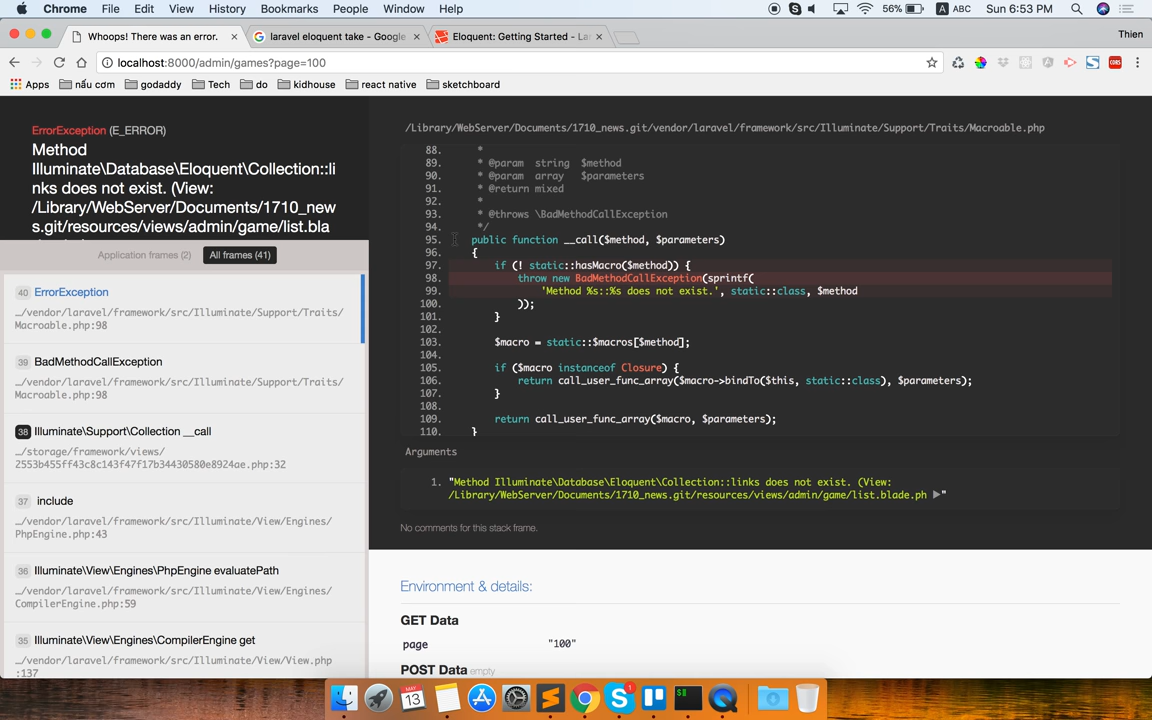 Chrome File Edit View History Bookmarks People Window Help 56% A ABC Sun 6:53 PM
Whoops! There was an error. × laravel eloquent take - Google × Eloquent: Getting Started - La × Thien
localhost:8000/admin/games?page=100
Apps nấu cơm godaddy Tech do kidhouse react native sketchboard
ErrorException (E_ERROR)
Method
Illuminate\Database\Eloquent\Collection::li
nks does not exist. (View:
/Library/WebServer/Documents/1710_new
s.git/resources/views/admin/game/list.bla
Application frames (2) All frames (41)
40 ErrorException
…/vendor/laravel/framework/src/Illuminate/Support/Traits/
Macroable.php:98
39 BadMethodCallException
…/vendor/laravel/framework/src/Illuminate/Support/Traits/
Macroable.php:98
38 Illuminate\Support\Collection __call
…/storage/framework/views/
2553b455ff43c8c143f47f17b34430580e8924ae.php:32
37 include
…/vendor/laravel/framework/src/Illuminate/View/Engines/
PhpEngine.php:43
36 Illuminate\View\Engines\PhpEngine evaluatePath
…/vendor/laravel/framework/src/Illuminate/View/Engines/
CompilerEngine.php:59
35 Illuminate\View\Engines\CompilerEngine get
…/vendor/laravel/framework/src/Illuminate/View/View.php
:137
/Library/WebServer/Documents/1710_news.git/vendor/laravel/framework/src/Illuminate/Support/Traits/Macroable.php
88. *
89. * @param string $method
90. * @param array $parameters
91. * @return mixed
92. *
93. * @throws \BadMethodCallException
94. */
95. public function __call($method, $parameters)
96. {
97. if (! static::hasMacro($method)) {
98. throw new BadMethodCallException(sprintf(
99. 'Method %s::%s does not exist.', static::class, $method
100. ));
101. }
102.
103. $macro = static::$macros[$method];
104.
105. if ($macro instanceof Closure) {
106. return call_user_func_array($macro->bindTo($this, static::class), $parameters);
107. }
108.
109. return call_user_func_array($macro, $parameters);
110. }
Arguments
1. "Method Illuminate\Database\Eloquent\Collection::links does not exist. (View:
/Library/WebServer/Documents/1710_news.git/resources/views/admin/game/list.blade.ph ▶"
No comments for this stack frame.
Environment & details:
GET Data
page "100"
POST Data empty
MAY 13 1 $